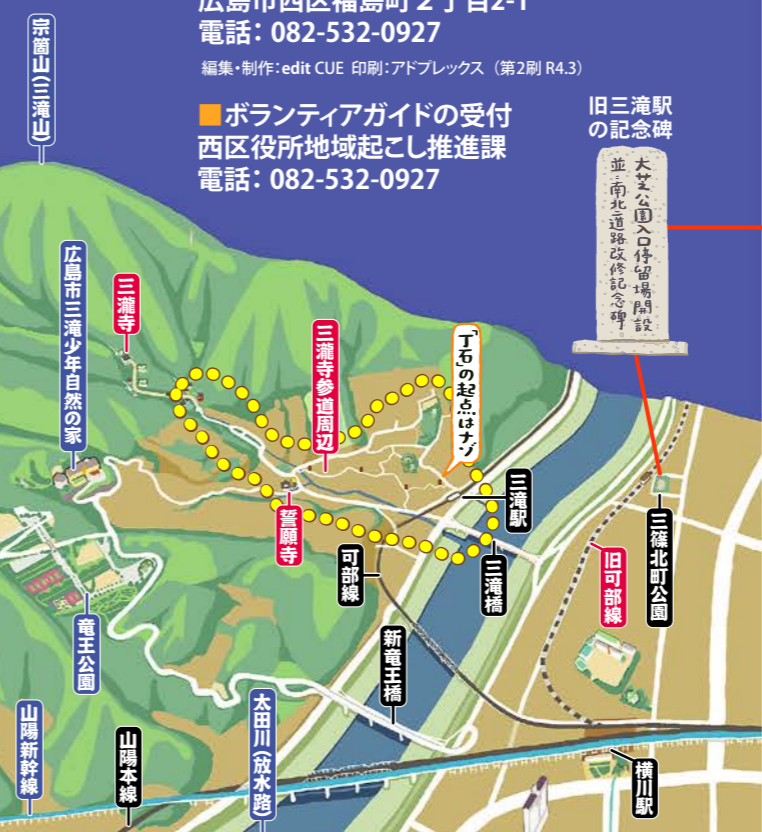 広島市西区福島町2丁目2-1
電話: 082-532-0927
編集・制作:edit CUE 印刷:アドプレックス (第2刷 R4.3)
■ボランティアガイドの受付
西区役所地域起こし推進課
電話: 082-532-0927
宗箇山(三滝山)
旧三滝駅
の記念碑
大芝公園入口停留場開設
並南北道路改修記念碑
広島市三滝少年自然の家
三瀧寺
三瀧寺参道周辺
「丁石」の起点はナゾ
三滝駅
誓願寺
可部線
三滝橋
旧可部線
三篠北町公園
竜王公園
新竜王橋
山陽新幹線
山陽本線
太田川(放水路)
横川駅